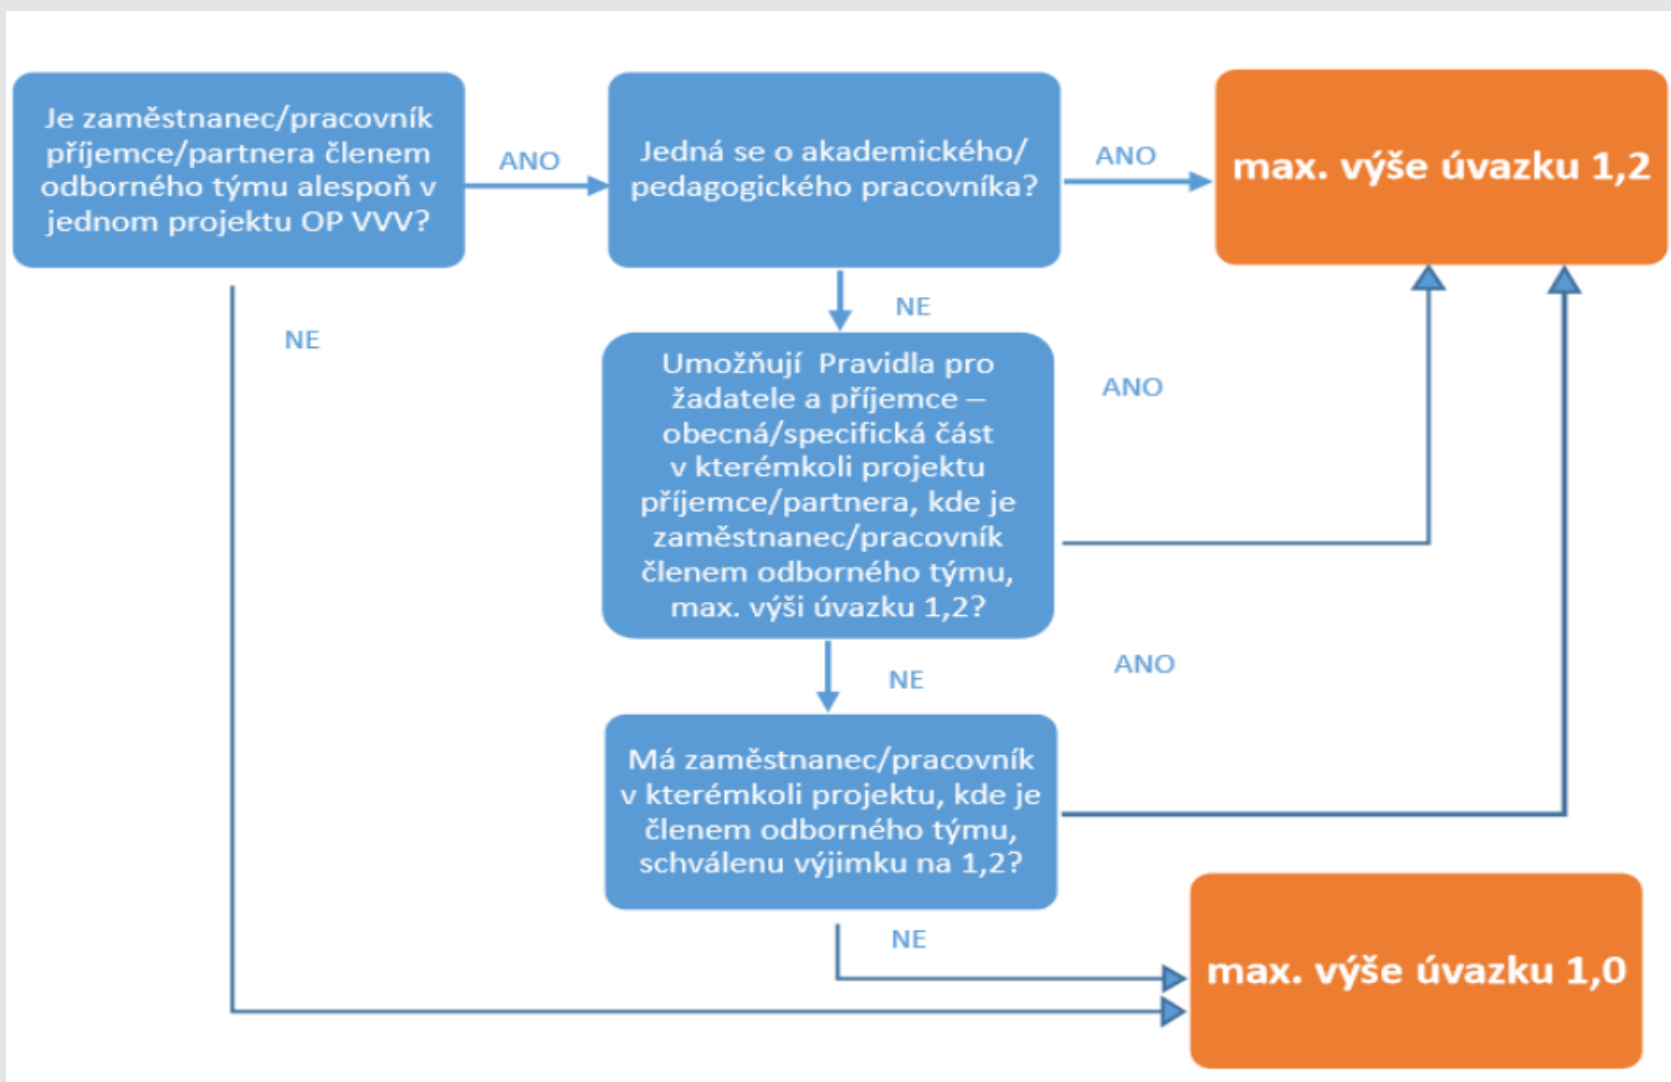 Je zaměstnanec/pracovník
příjemce/partnera členem
odborného týmu alespoň v
jednom projektu OP VVV?
ANO
Jedná se o akademického/
pedagogického pracovníka?
ANO
max. výše úvazku 1,2
NE
NE
Umožňují Pravidla pro
žadatele a příjemce –
obecná/specifická část
v kterémkoli projektu
příjemce/partnera, kde je
zaměstnanec/pracovník
členem odborného týmu,
max. výši úvazku 1,2?
ANO
NE
ANO
Má zaměstnanec/pracovník
v kterémkoli projektu, kde je
členem odborného týmu,
schválenu výjimku na 1,2?
NE
max. výše úvazku 1,0